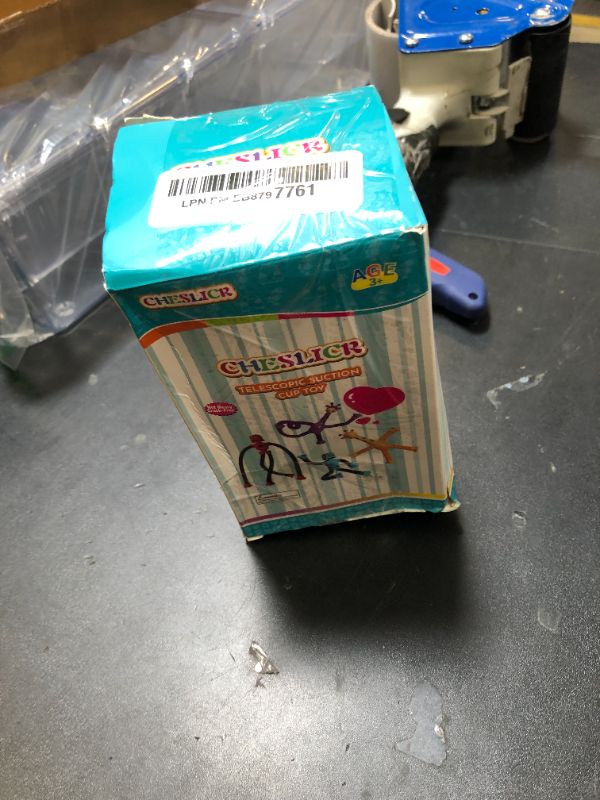 CHESLICR
LPN
7761
CHESLICR
AGE
3+
CHESLICR
TELESCOPIC SUCTION
CUP TOY